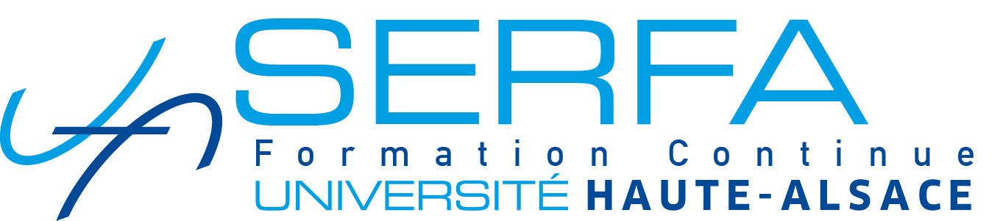 SERFA
Formation Continue
UNIVERSITÉ HAUTE-ALSACE